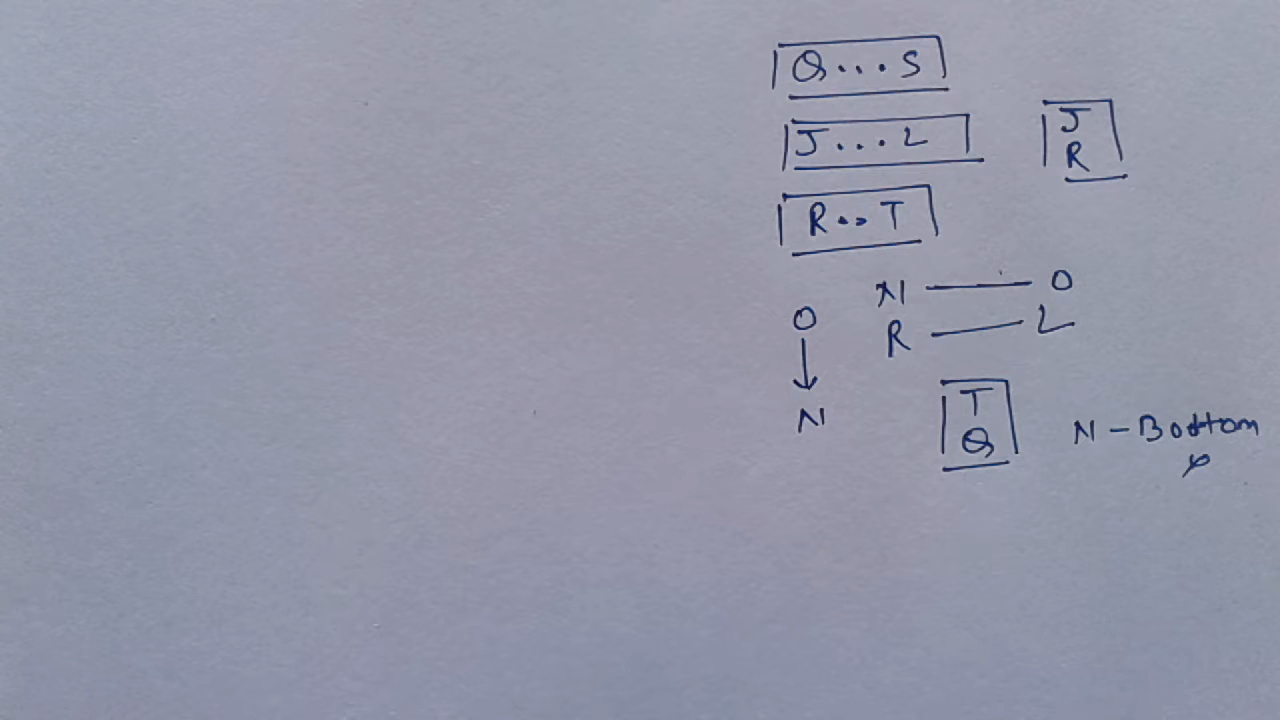 Q...S
J...L
J
R
R..T
N — O
R — L
O
↓
N
T
Q
N - Bottom